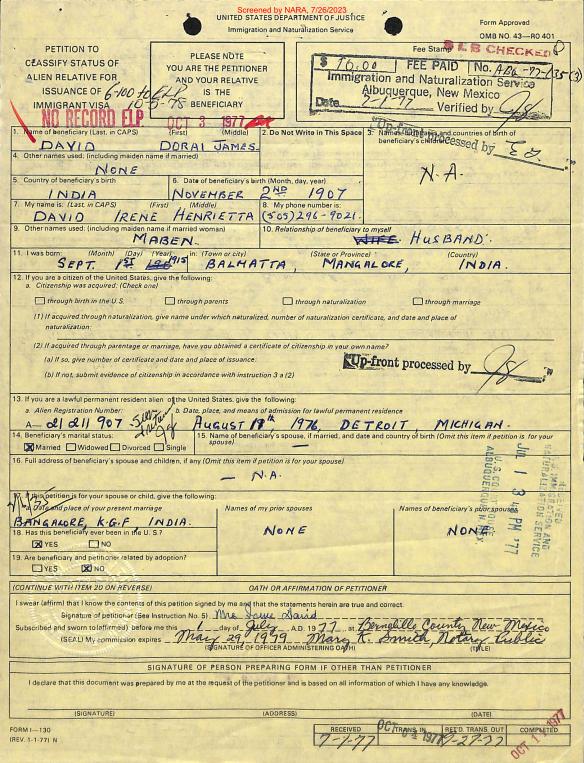 Screened by NARA, 7/26/2023
UNITED STATES DEPARTMENT OF JUSTICE
Immigration and Naturalization Service
Form Approved
OMB NO. 43—RO 401
PETITION TO
CLASSIFY STATUS OF
ALIEN RELATIVE FOR
ISSUANCE OF
IMMIGRANT VISA
10-5-78
PLEASE NOTE
YOU ARE THE PETITIONER
AND YOUR RELATIVE
IS THE
BENEFICIARY
Fee Stamp
CHECKED
$ 10.00 FEE PAID No. ABQ-77-1
Immigration and Naturalization Service
Albuquerque, New Mexico
Date 7-1-77 Verified by
NO RECORD ELP OCT 3 1977
Up-front processed by
1. Name of beneficiary (Last, in CAPS) (First) (Middle)
DAVID DORAI JAMES.
2. Do Not Write in This Space
3. Names, dates and countries of birth of
N.A.
4. Other names used: (including maiden name if married)
NONE
5. Country of beneficiary's birth
INDIA
6. Date of beneficiary's birth (Month, day, year)
NOVEMBER 2ND 1907
7. My name is: (Last, in CAPS) (First) (Middle)
DAVID IRENE HENRIETTA
8. My phone number is:
(505)296-9021.
9. Other names used: (including maiden name if married woman)
MABEN.
10. Relationship of beneficiary to myself
WIFE. HUSBAND.
11. I was born: (Month) (Day) (Year) in: (Town or city) (State or Province) (Country)
SEPT. 1ST 1915 BALMATTA, MANGALORE, INDIA.
12. If you are a citizen of the United States, give the following:
a. Citizenship was acquired: (Check one)
through birth in the U.S. through parents through naturalization through marriage
(1) If acquired through naturalization, give name under which naturalized, number of naturalization certificate, and date and place of
naturalization:
(2) If acquired through parentage or marriage, have you obtained a certificate of citizenship in your own name?
(a) If so, give number of certificate and date and place of issuance:
(b) If not, submit evidence of citizenship in accordance with instruction 3 a (2)
Up-front processed by
13. If you are a lawful permanent resident alien of the United States, give the following:
a. Alien Registration Number: b. Date, place, and means of admission for lawful permanent residence
A— 21 211 907 AUGUST 18th, 1976, DETROIT, MICHIGAN.
14. Beneficiary's marital status:
X Married Widowed Divorced Single
15. Name of beneficiary's spouse, if married, and date and country of birth (Omit this item if petition is for spouse)
—
16. Full address of beneficiary's spouse and children, if any (Omit this item if petition is for spouse)
— N.A.
RECEIVED
IMMIGRATION AND
NATURALIZATION SERVICE
JUL 1 3 48 PM '77
U.S. COURTHOUSE
ALBUQUERQUE, N. MEX
17. If this petition is for your spouse or child, give the following:
a. Date and place of your present marriage
BANGALORE, K.G.F INDIA.
Names of my prior spouses
NONE
Names of beneficiary's prior spouses
NONE
18. Has this beneficiary ever been in the U.S.?
X YES NO
19. Are beneficiary and petitioner related by adoption?
YES X NO
(CONTINUE WITH ITEM 20 ON REVERSE)
OATH OR AFFIRMATION OF PETITIONER
I swear (affirm) that I know the contents of this petition signed by me and that the statements herein are true and correct.
Signature of petitioner (See Instruction No. 5) Mrs Irene David
Subscribed and sworn to (affirmed) before me this 1 day of July, A.D. 1977 at Bernalillo County, New Mexico
(SEAL) My commission expires May 29, 1979 Mary K. Smith, Notary Public
(SIGNATURE OF OFFICER ADMINISTERING OATH) (TITLE)
SIGNATURE OF PERSON PREPARING FORM IF OTHER THAN PETITIONER
I declare that this document was prepared by me at the request of the petitioner and is based on all information of which I have any knowledge.
(SIGNATURE) (ADDRESS) (DATE)
FORM I—130
(REV. 1-1-77) N
RECEIVED TRANS IN RET'D. TRANS OUT COMPLETED
7-1-77
OCT 1977
OCT 11 1977